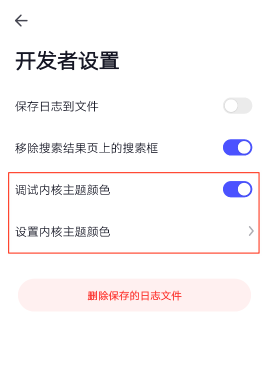 开发者设置
保存日志到文件
移除搜索结果页上的搜索框
调试内核主题颜色
设置内核主题颜色
删除保存的日志文件